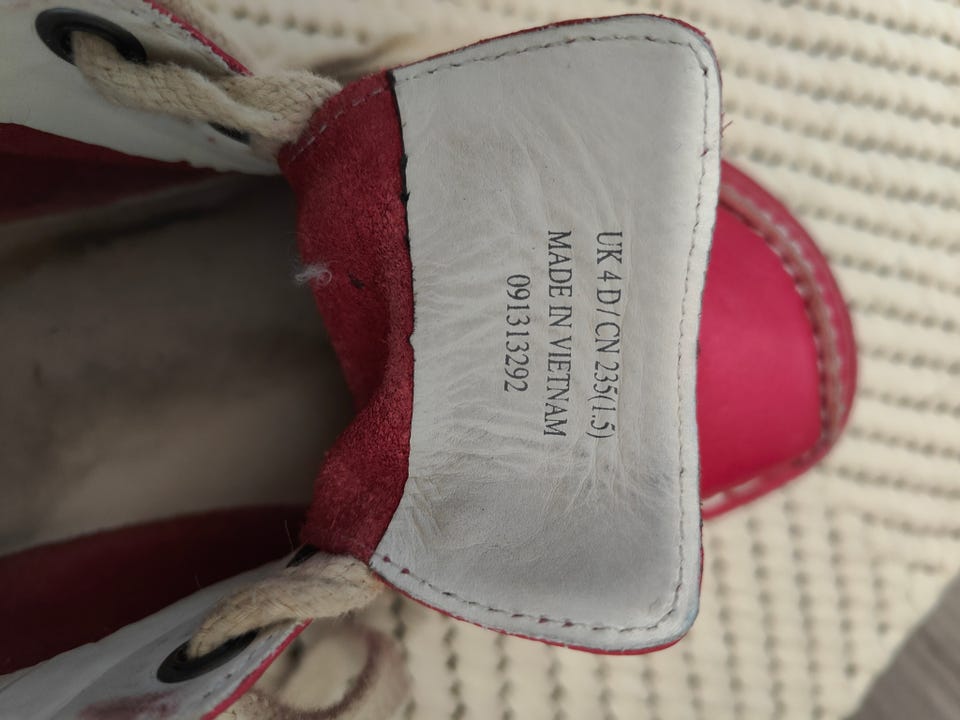 UK 4 D / CN 235(1.5)
MADE IN VIETNAM
091313292